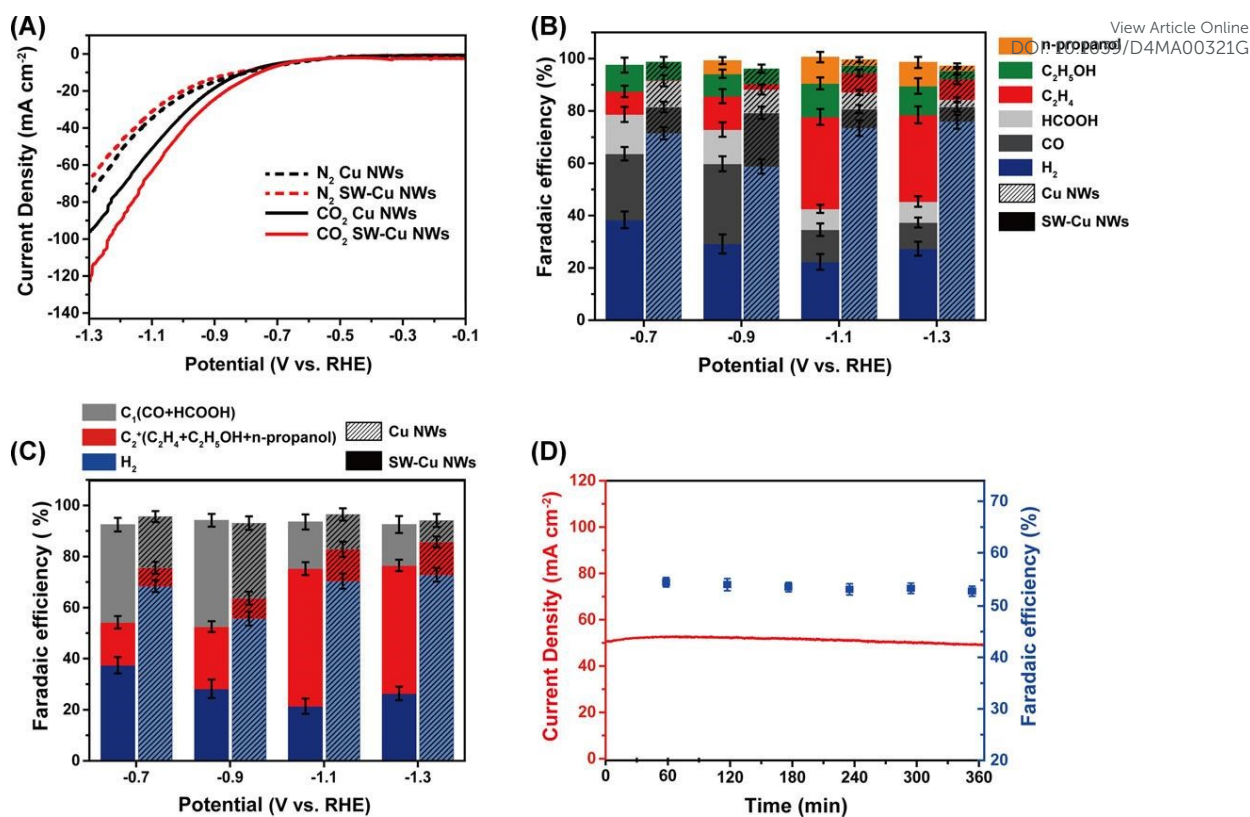 View Article Online
DOI: 10.1039/D4MA00321G
(A)
Current Density (mA cm-2)
0
-20
-40
-60
-80
-100
-120
-140
N2 Cu NWs
N2 SW-Cu NWs
CO2 Cu NWs
CO2 SW-Cu NWs
-1.3 -1.1 -0.9 -0.7 -0.5 -0.3 -0.1
Potential (V vs. RHE)
(B)
Faradaic efficiency (%)
100
80
60
40
20
0
-0.7 -0.9 -1.1 -1.3
Potential (V vs. RHE)
n-propanol
C2H5OH
C2H4
HCOOH
CO
H2
Cu NWs
SW-Cu NWs
(C)
C1(CO+HCOOH)
C2+(C2H4+C2H5OH+n-propanol)
H2
Cu NWs
SW-Cu NWs
Faradaic efficiency ( %)
100
80
60
40
20
0
-0.7 -0.9 -1.1 -1.3
Potential (V vs. RHE)
(D)
Current Density (mA cm-2)
120
100
80
60
40
20
0
70
60
50
40
30
20
Faradaic efficiency (%)
0 60 120 180 240 300 360
Time (min)